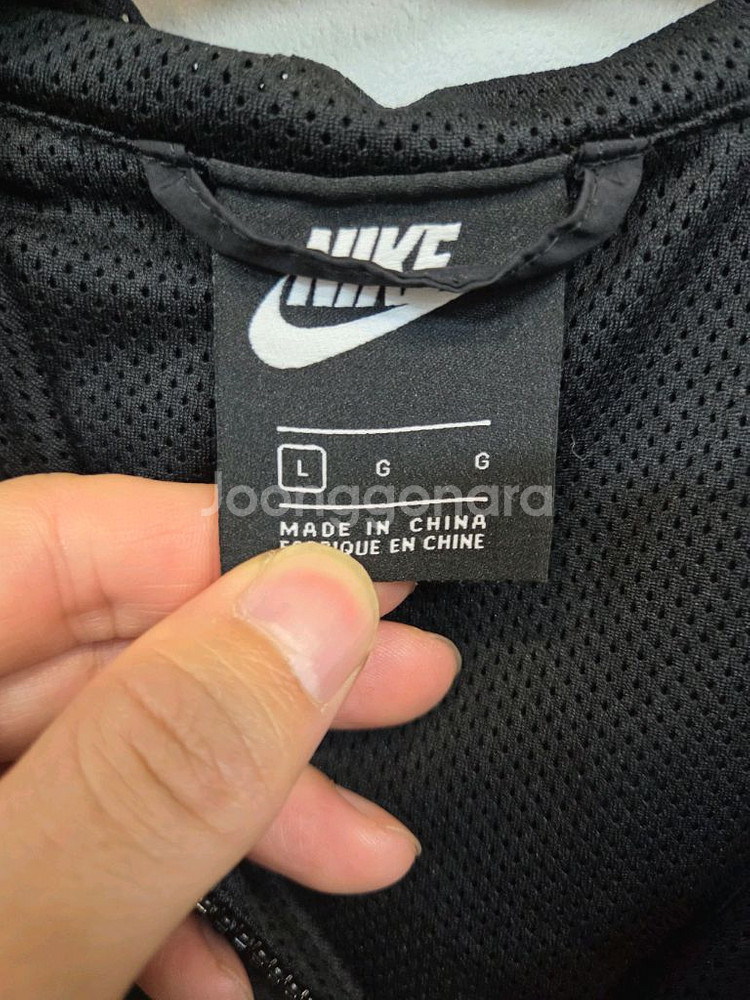 NIKE
L G G
Joonggonara
MADE IN CHINA
FABRIQUE EN CHINE